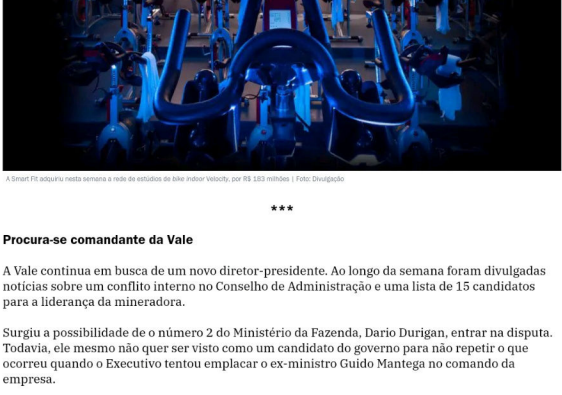 A Smart Fit adquiriu nesta semana a rede de estúdios de bike indoor Velocity, por R$ 183 milhões | Foto: Divulgação
***
Procura-se comandante da Vale
A Vale continua em busca de um novo diretor-presidente. Ao longo da semana foram divulgadas
notícias sobre um conflito interno no Conselho de Administração e uma lista de 15 candidatos
para a liderança da mineradora.
Surgiu a possibilidade de o número 2 do Ministério da Fazenda, Dario Durigan, entrar na disputa.
Todavia, ele mesmo não quer ser visto como um candidato do governo para não repetir o que
ocorreu quando o Executivo tentou emplacar o ex-ministro Guido Mantega no comando da
empresa.